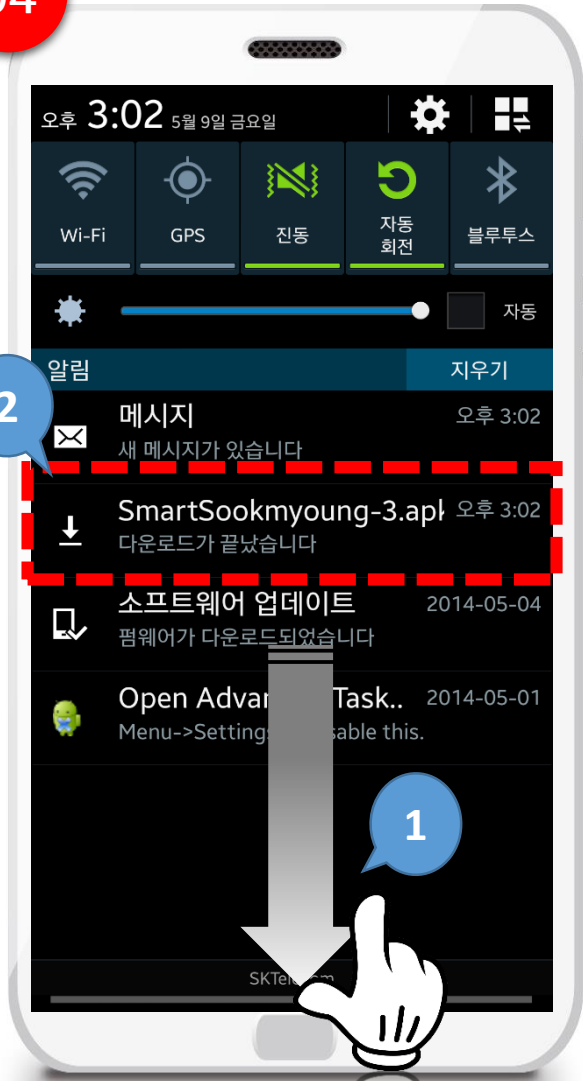 04
오후 3:02 5월 9일 금요일
Wi-Fi GPS 진동 자동 회전 블루투스
자동
알림 지우기
2
메시지 오후 3:02
새 메시지가 있습니다
SmartSookmyoung-3.apk 오후 3:02
다운로드가 끝났습니다
소프트웨어 업데이트 2014-05-04
펌웨어가 다운로드되었습니다
Open Task.. 2014-05-01
Menu->Settings this.
1